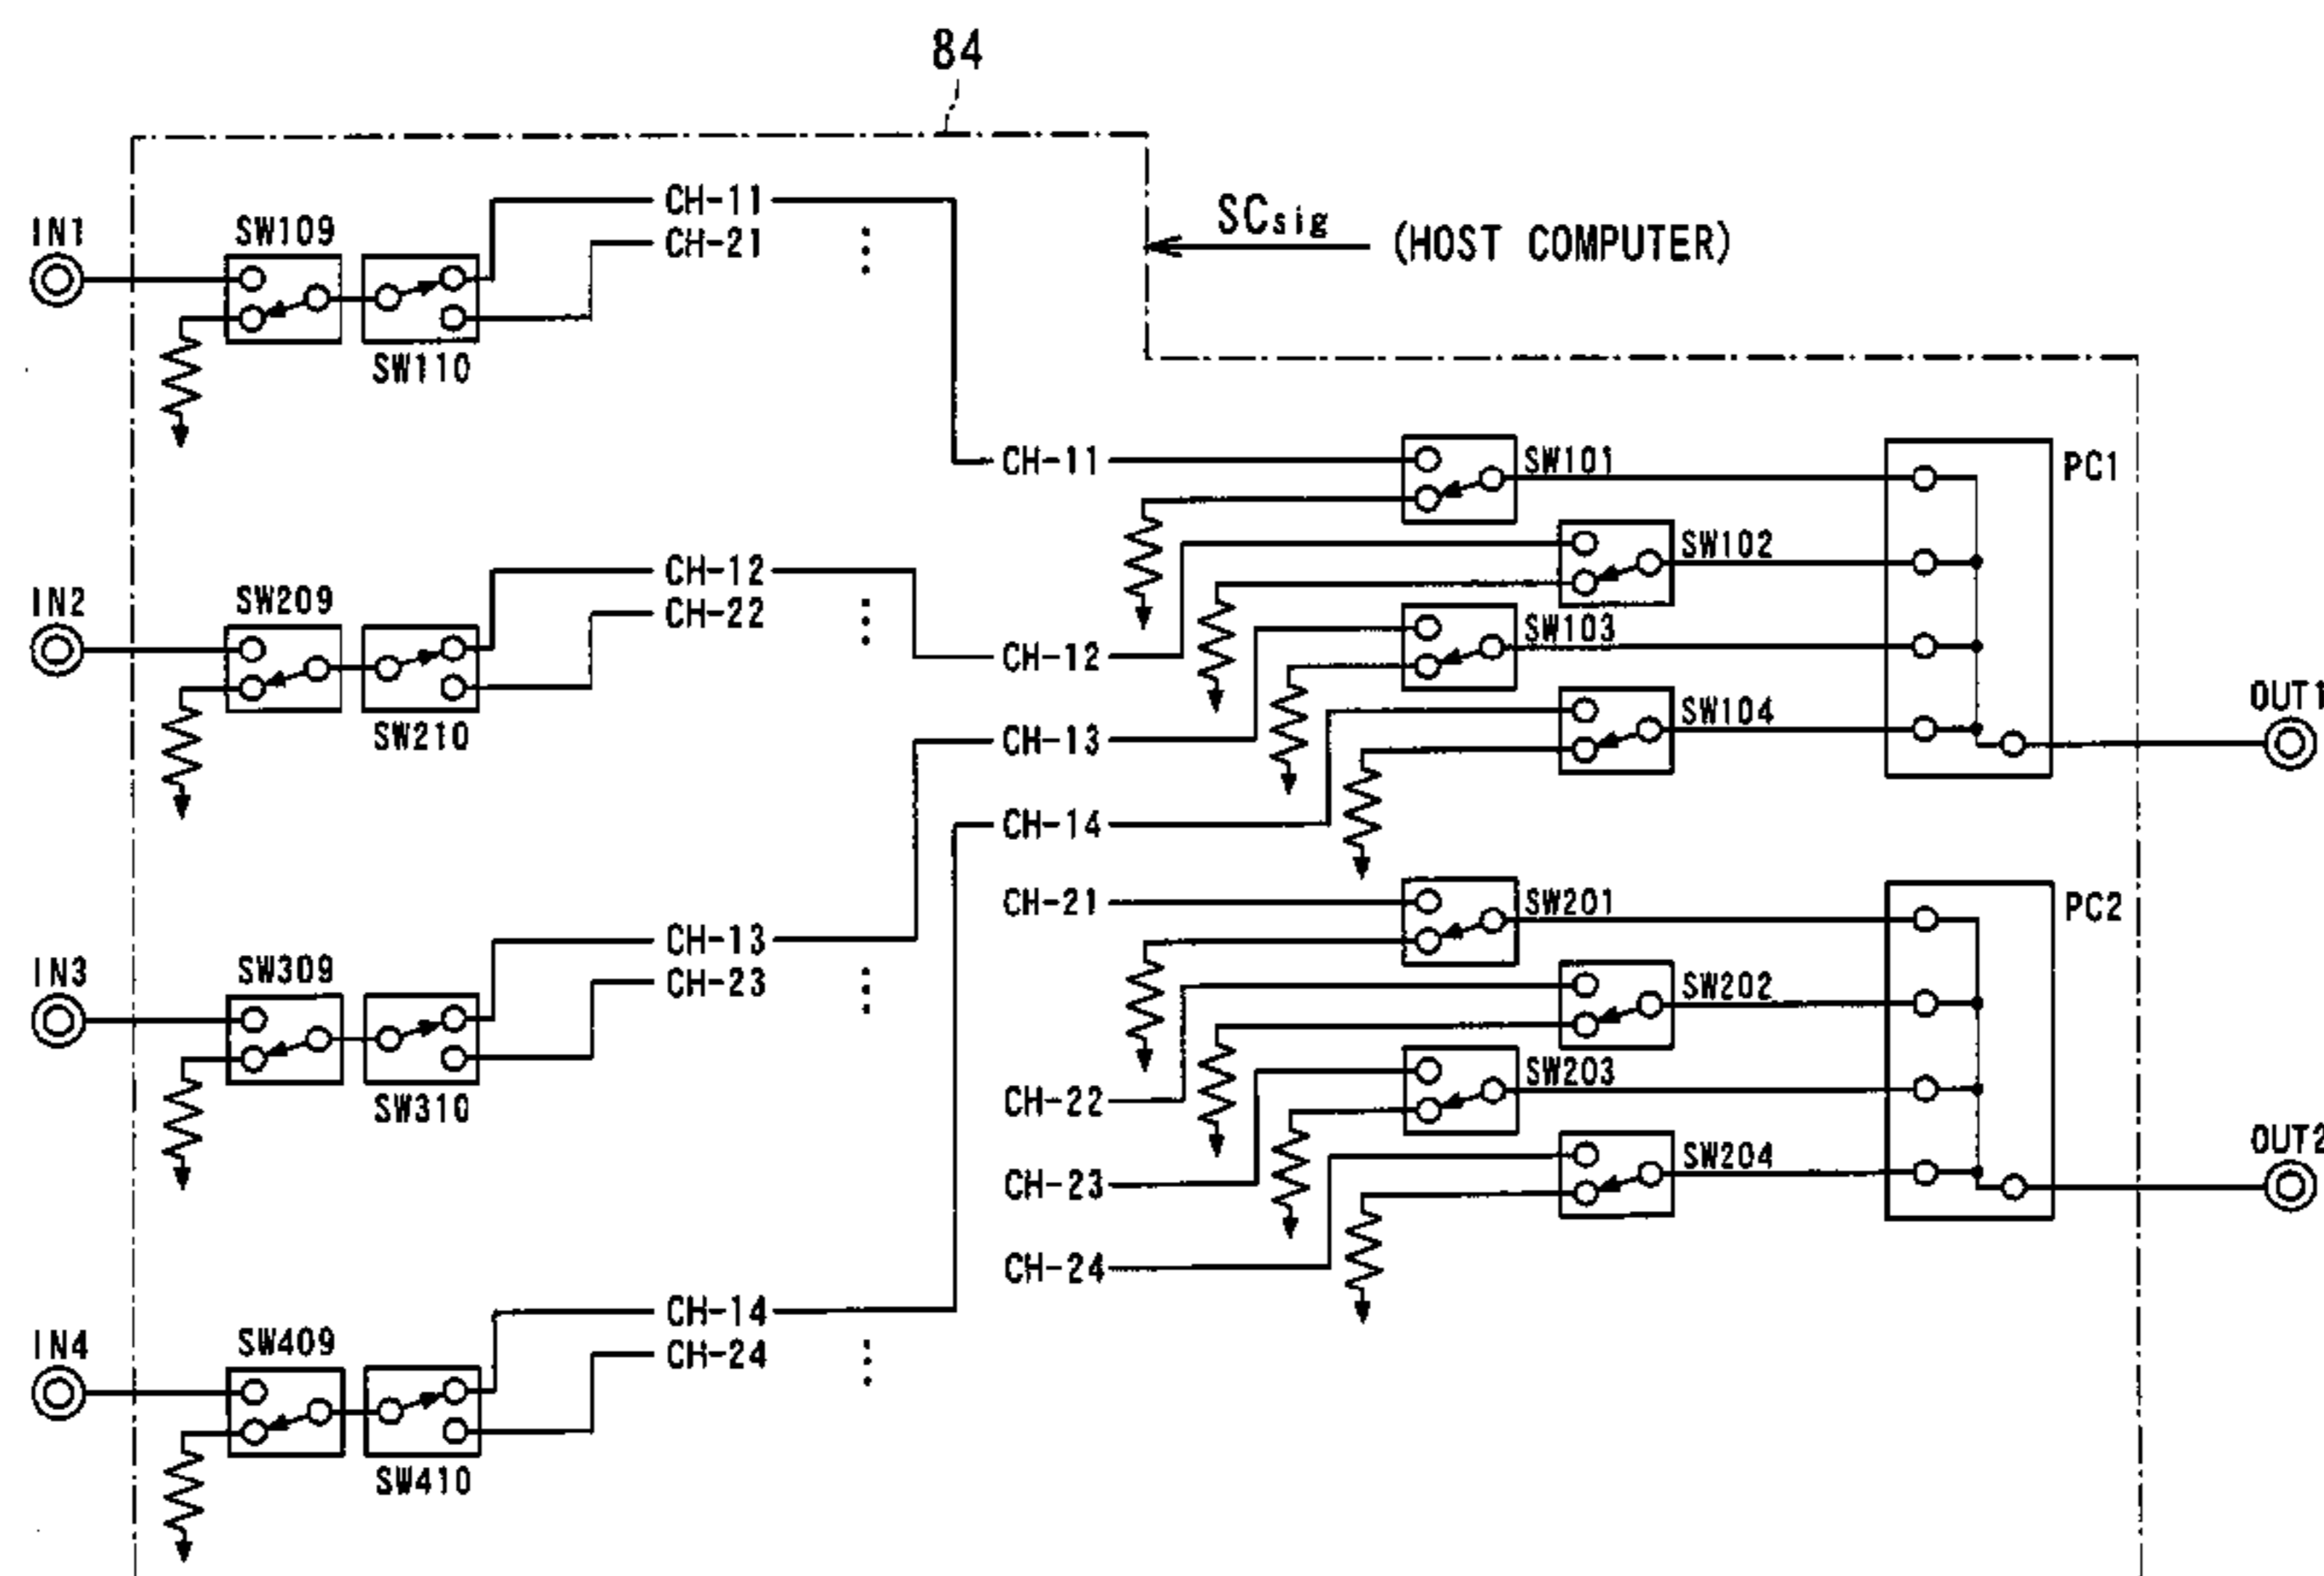 84
SCsig (HOST COMPUTER)
IN1
SW109
SW110
CH-11
CH-21
IN2
SW209
SW210
CH-12
CH-22
IN3
SW309
SW310
CH-13
CH-23
IN4
SW409
SW410
CH-14
CH-24
CH-11
CH-12
CH-13
CH-14
CH-21
CH-22
CH-23
CH-24
SW101
SW102
SW103
SW104
SW201
SW202
SW203
SW204
PC1
PC2
OUT1
OUT2